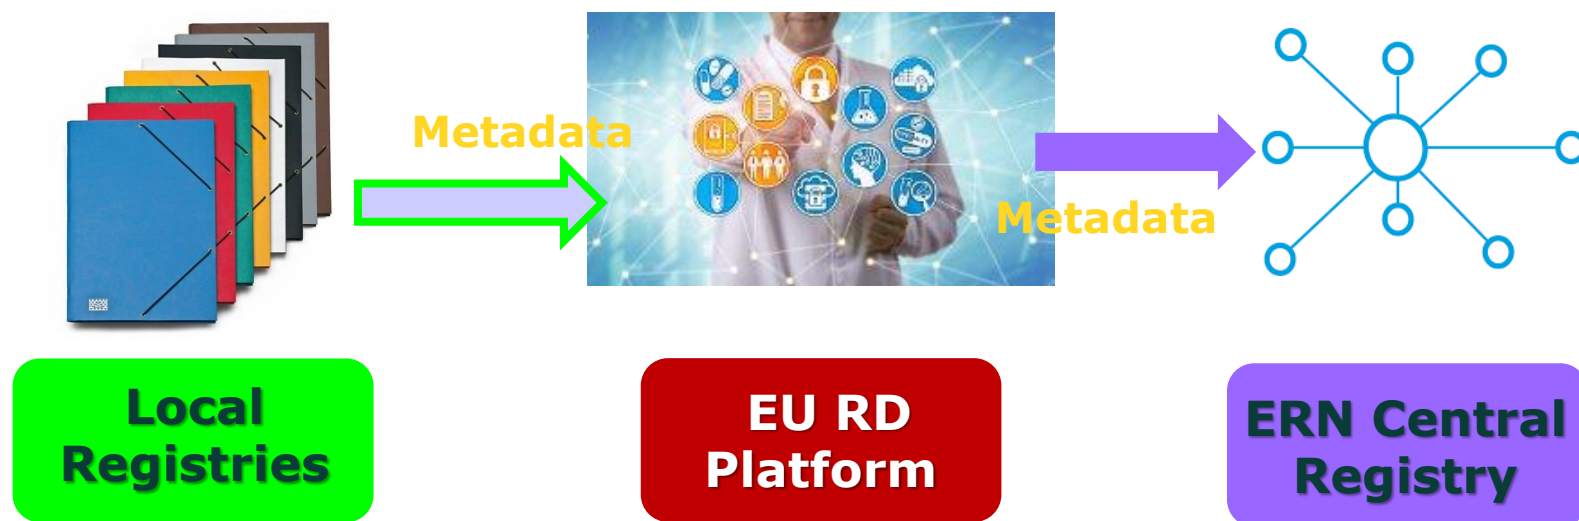 Metadata
Metadata
Local
Registries
EU RD
Platform
ERN Central
Registry